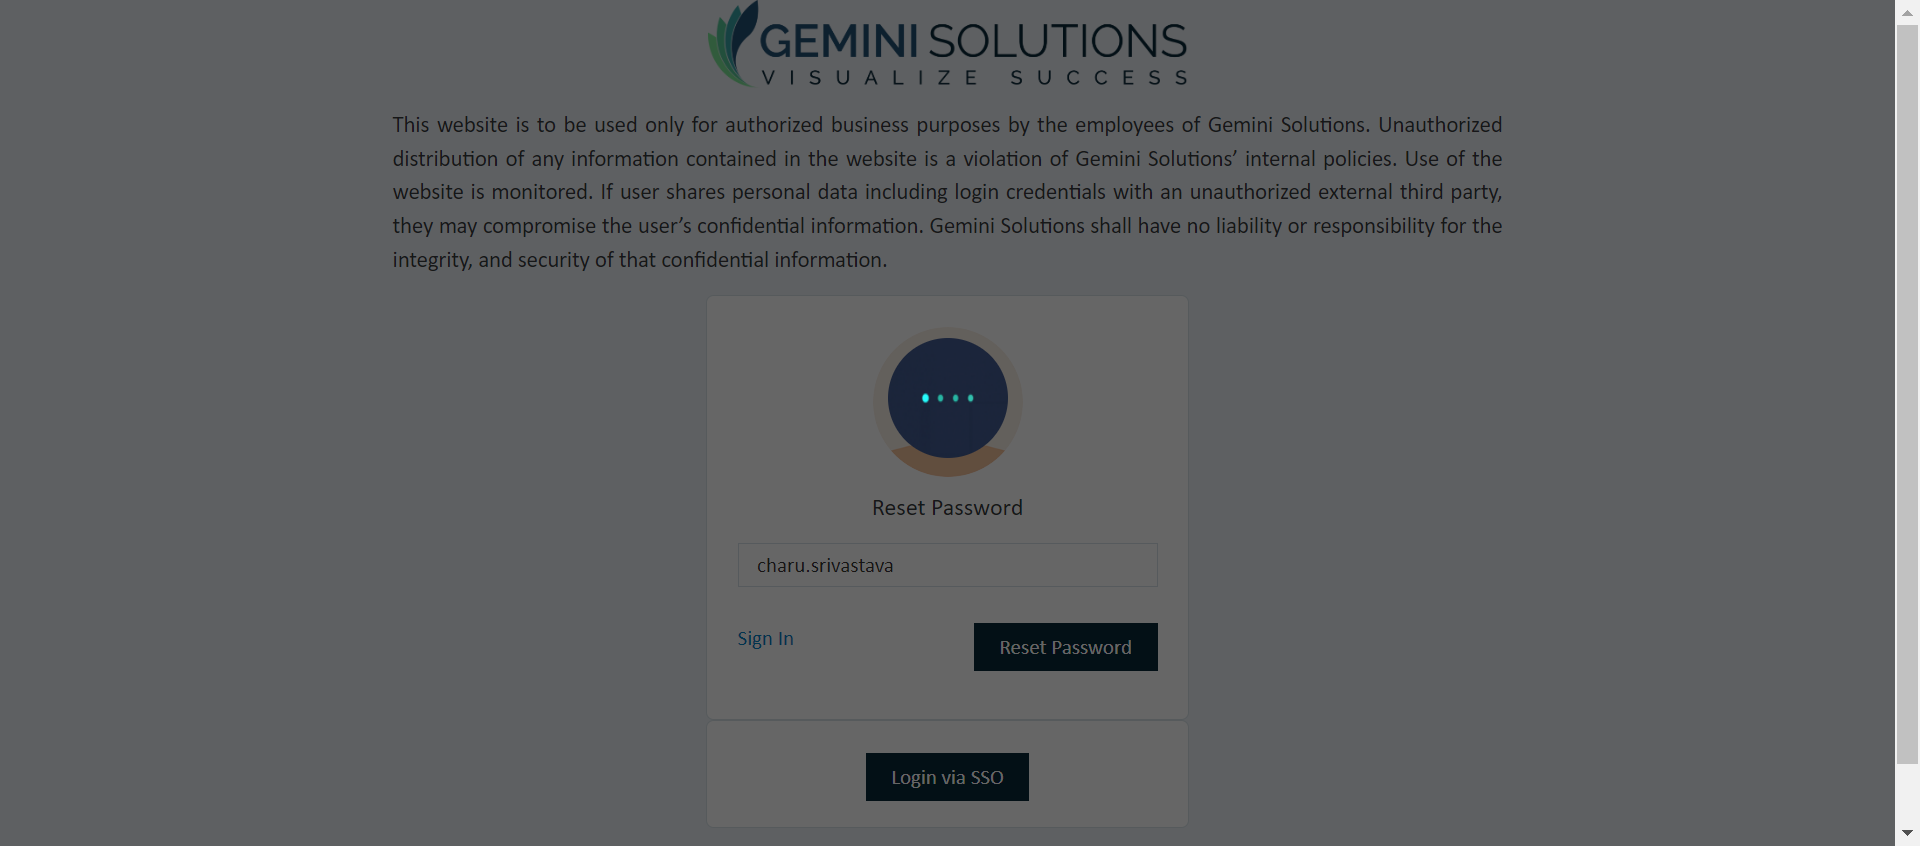 GEMINI SOLUTIONS
VISUALIZE SUCCESS
This website is to be used only for authorized business purposes by the employees of Gemini Solutions. Unauthorized
distribution of any information contained in the website is a violation of Gemini Solutions’ internal policies. Use of the
website is monitored. If user shares personal data including login credentials with an unauthorized external third party,
they may compromise the user’s confidential information. Gemini Solutions shall have no liability or responsibility for the
integrity, and security of that confidential information.
Reset Password
charu.srivastava
Sign In
Reset Password
Login via SSO